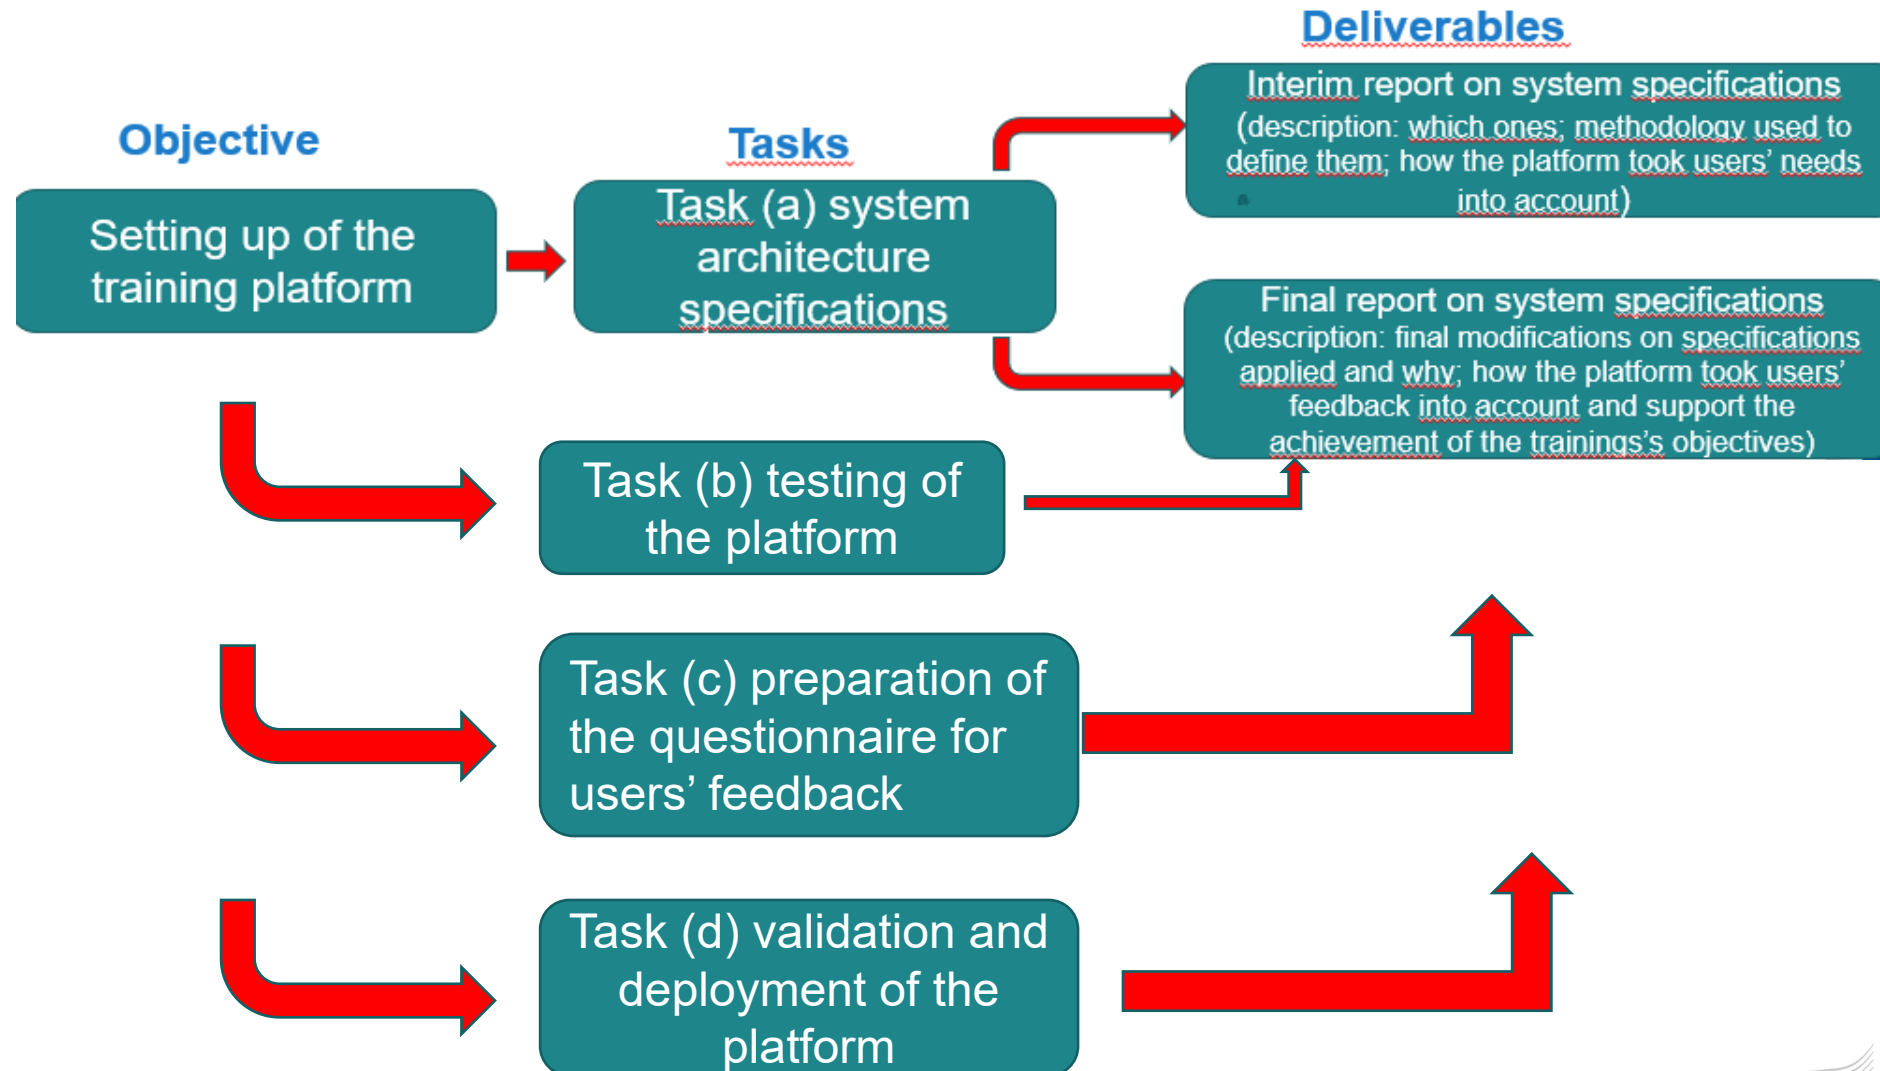 Deliverables
Interim report on system specifications
(description: which ones; methodology used to
define them; how the platform took users' needs
into account)
Objective
Tasks
Setting up of the
training platform
Task (a) system
architecture
specifications
Final report on system specifications
(description: final modifications on specifications
applied and why; how the platform took users'
feedback into account and support the
achievement of the trainings's objectives)
Task (b) testing of
the platform
Task (c) preparation of
the questionnaire for
users’ feedback
Task (d) validation and
deployment of the
platform